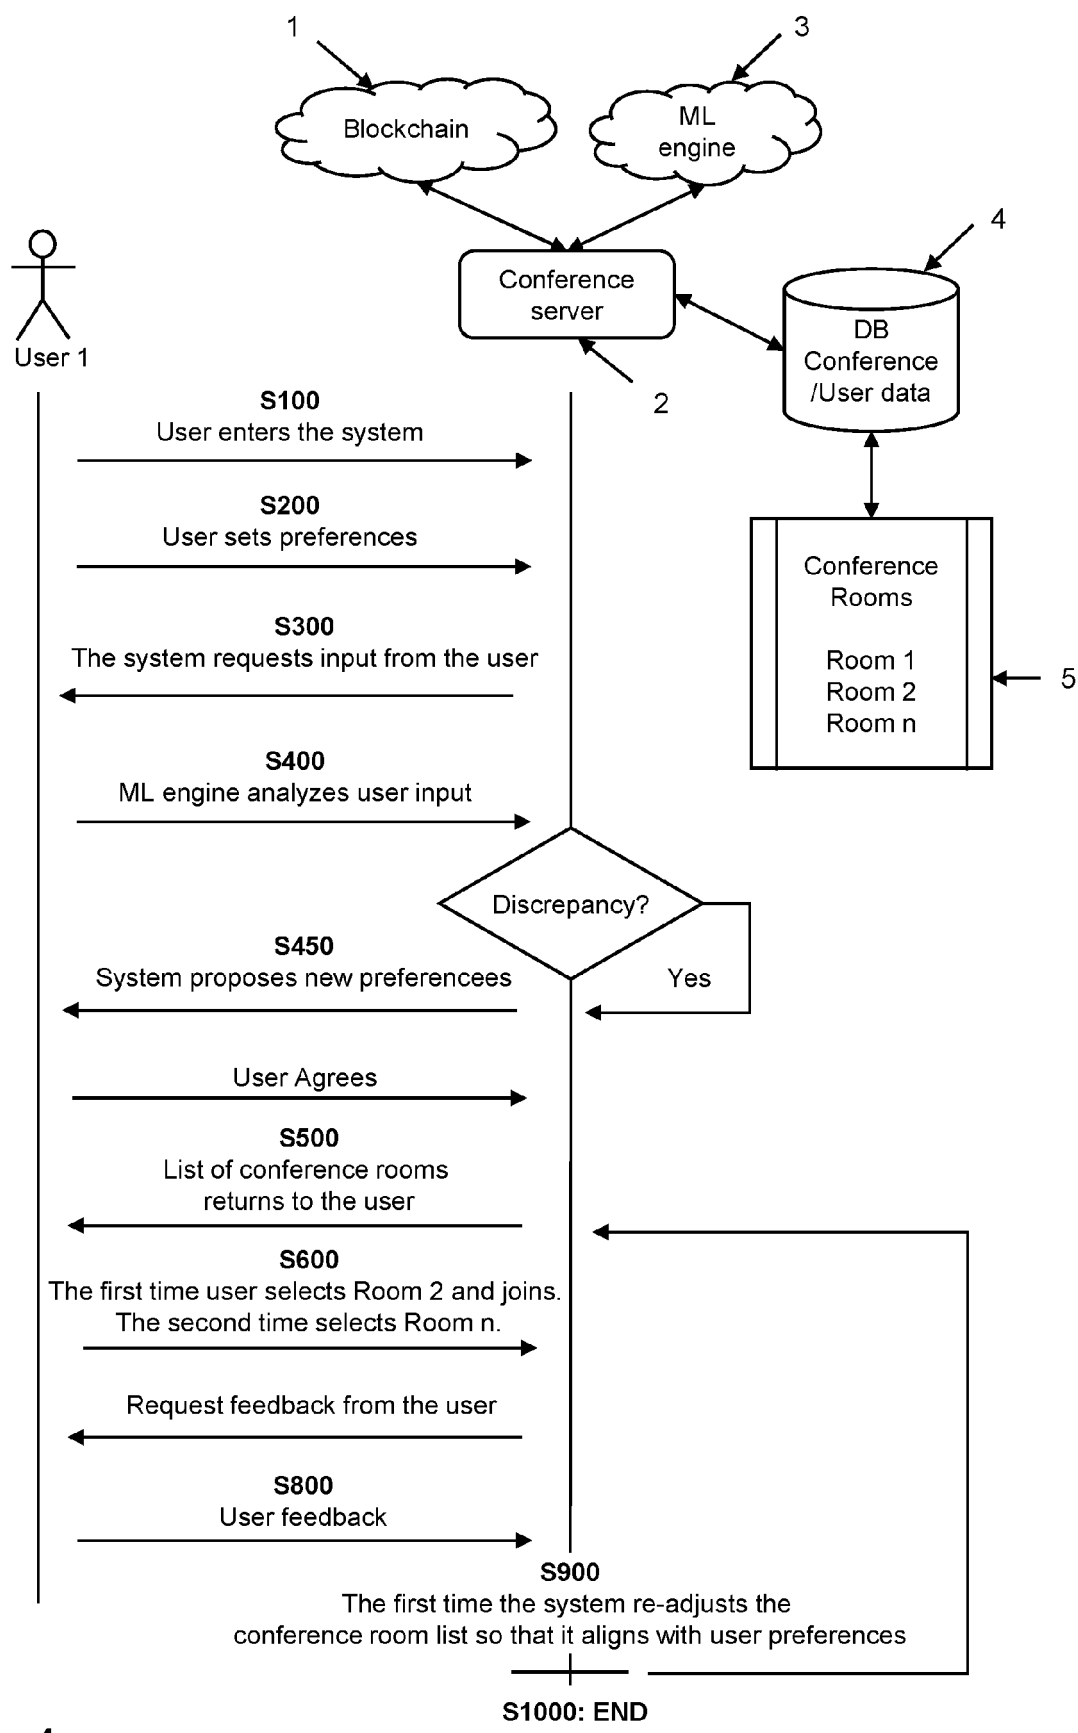 1
3
Blockchain
ML
engine
4
Conference
server
DB
Conference
/User data
User 1
2
S100
User enters the system
S200
User sets preferences
Conference
Rooms
Room 1
Room 2
Room n
5
S300
The system requests input from the user
S400
ML engine analyzes user input
Discrepancy?
Yes
S450
System proposes new preferencees
User Agrees
S500
List of conference rooms
returns to the user
S600
The first time user selects Room 2 and joins.
The second time selects Room n.
Request feedback from the user
S800
User feedback
S900
The first time the system re-adjusts the
conference room list so that it aligns with user preferences
S1000: END